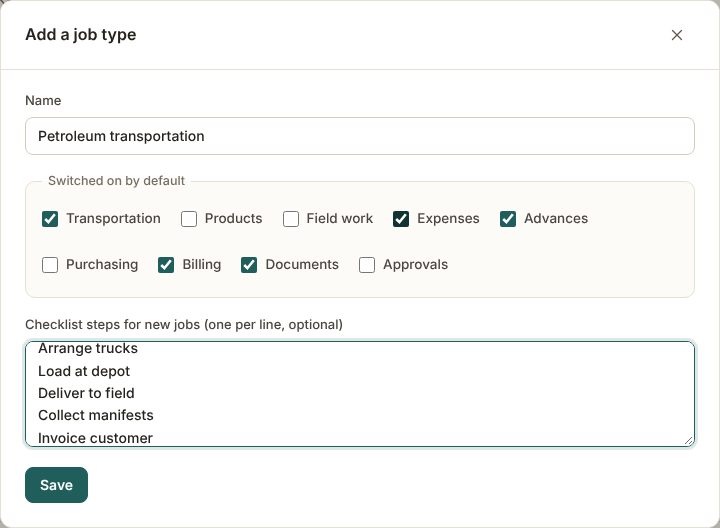 Add a job type
Name
Petroleum transportation
Switched on by default
Transportation Products Field work Expenses Advances
Purchasing Billing Documents Approvals
Checklist steps for new jobs (one per line, optional)
Arrange trucks
Load at depot
Deliver to field
Collect manifests
Invoice customer
Save